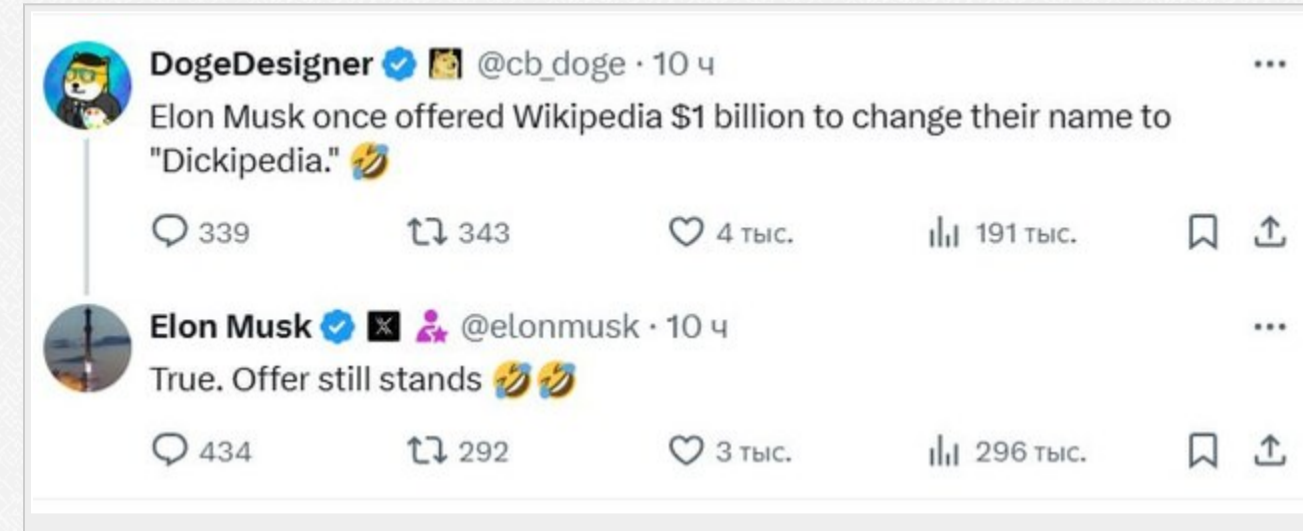 DogeDesigner @cb_doge · 10 ч
Elon Musk once offered Wikipedia $1 billion to change their name to
"Dickipedia." 🤣
339 343 4 тыс. 191 тыс.
Elon Musk @elonmusk · 10 ч
True. Offer still stands 🤣🤣
434 292 3 тыс. 296 тыс.